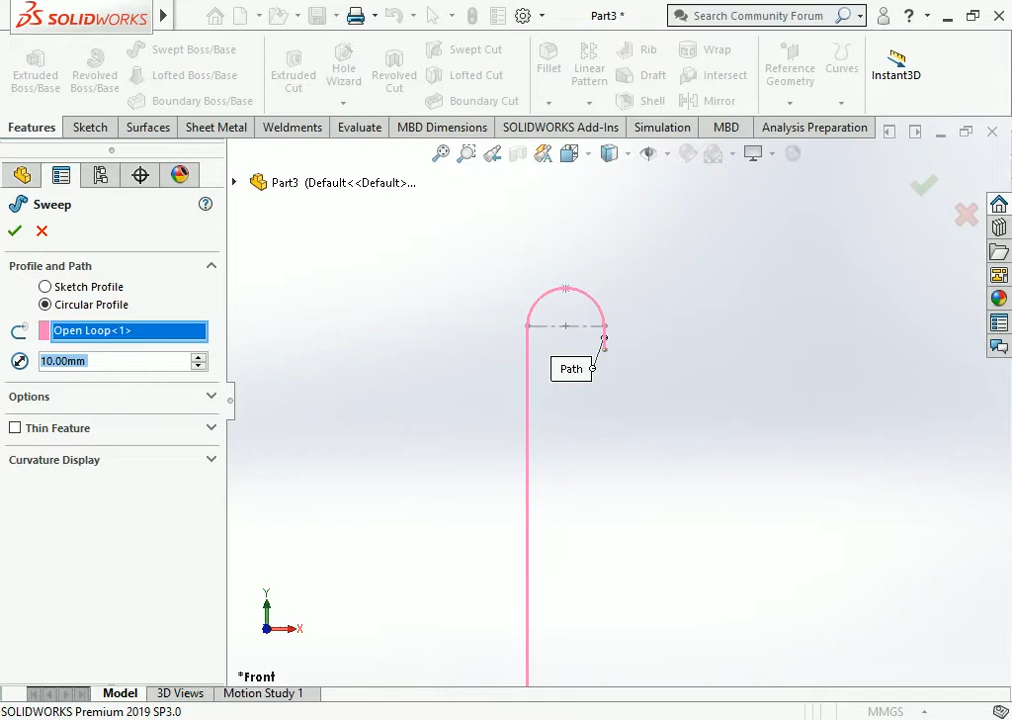 SOLIDWORKS
Part3 *
Search Community Forum
?
Extruded Boss/Base
Revolved Boss/Base
Swept Boss/Base
Lofted Boss/Base
Boundary Boss/Base
Extruded Cut
Hole Wizard
Revolved Cut
Swept Cut
Lofted Cut
Boundary Cut
Fillet
Linear Pattern
Rib
Draft
Shell
Wrap
Intersect
Mirror
Reference Geometry
Curves
Instant3D
Features
Sketch
Surfaces
Sheet Metal
Weldments
Evaluate
MBD Dimensions
SOLIDWORKS Add-Ins
Simulation
MBD
Analysis Preparation
Part3 (Default<<Default>...
Sweep
?
Profile and Path
Sketch Profile
Circular Profile
Open Loop<1>
10.00mm
Options
Thin Feature
Curvature Display
Path
Y
X
*Front
Model
3D Views
Motion Study 1
SOLIDWORKS Premium 2019 SP3.0
MMGS